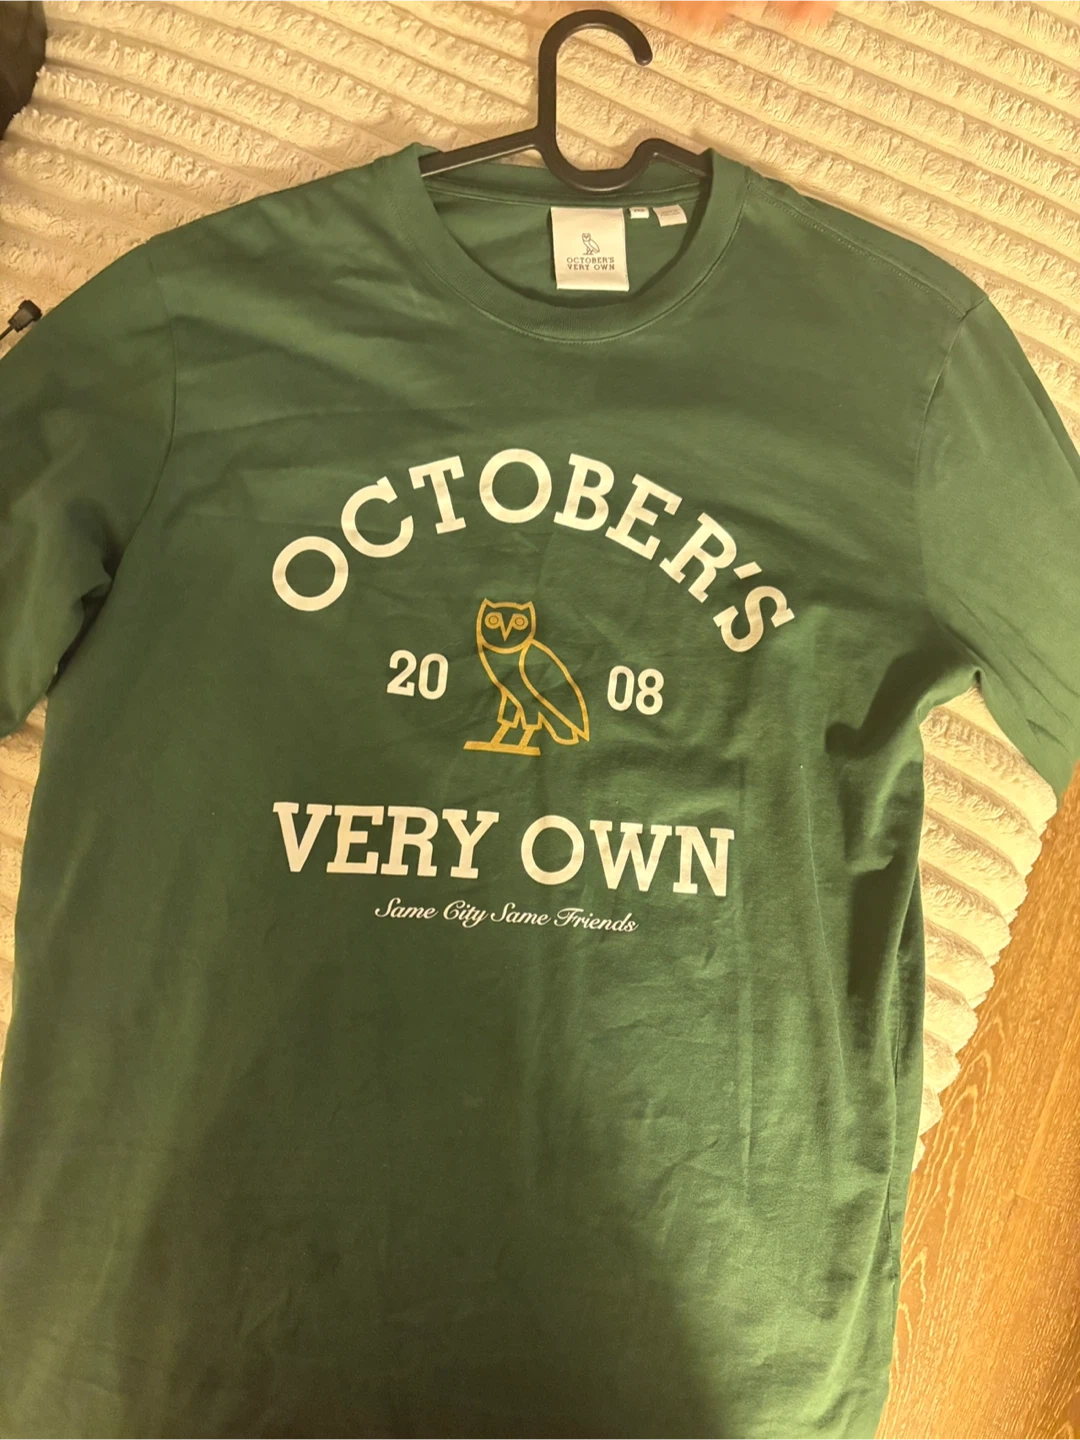 OCTOBER'S
VERY OWN
OCTOBER'S
20 08
VERY OWN
Same City Same Friends